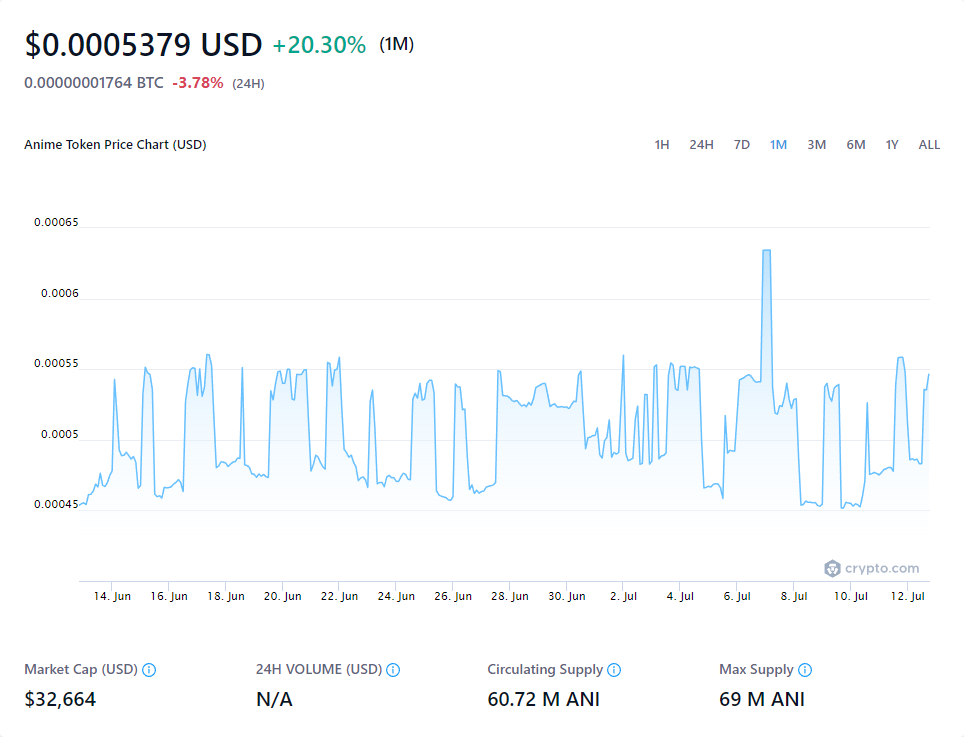 $0.0005379 USD +20.30% (1M)
0.00000001764 BTC -3.78% (24H)
Anime Token Price Chart (USD) 1H 24H 7D 1M 3M 6M 1Y ALL
0.00065
0.0006
0.00055
0.0005
0.00045
crypto.com
14. Jun 16. Jun 18. Jun 20. Jun 22. Jun 24. Jun 26. Jun 28. Jun 30. Jun 2. Jul 4. Jul 6. Jul 8. Jul 10. Jul 12. Jul
Market Cap (USD) 24H VOLUME (USD) Circulating Supply Max Supply
$32,664 N/A 60.72 M ANI 69 M ANI